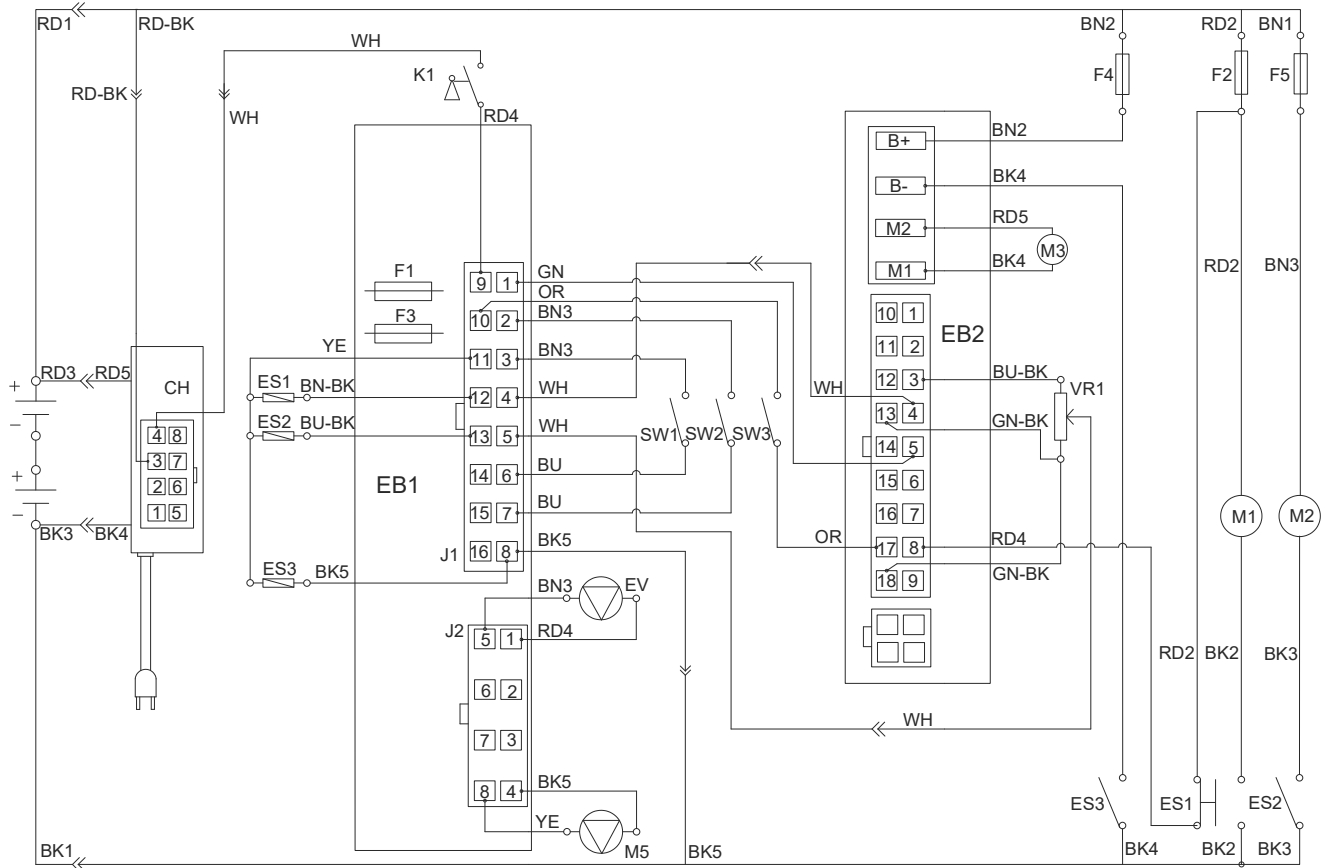 RD1 RD-BK BN2 RD2 BN1
WH
K1 F4 F2 F5
RD-BK
WH RD4
BN2
B+
BK4
B-
RD5
M2
M3
BK4
M1
RD2 BN3
GN
F1 9 1
OR
10 1
BN3
F3 10 2
EB2
YE BN3
11 2
11 3
RD3 RD5 CH
ES1 BN-BK WH
12 3 BU-BK
VR1
+
12 4
WH
13 4
GN-BK
-
ES2 BU-BK WH
4 8
13 5
SW1 SW2 SW3
14 5
3 7
+
EB1
14 6 BU
15 6
2 6
-
1 5
15 7 BU
16 7
M1 M2
BK3 BK4
J1 16 8 BK5
OR 17 8 RD4
ES3 BK5
18 9 GN-BK
BN3 EV
J2 5 1 RD4
RD2 BK2 BK3
6 2
WH
7 3
8 4 BK5
ES3 ES1 ES2
YE M5
BK1 BK5 BK4 BK2 BK3